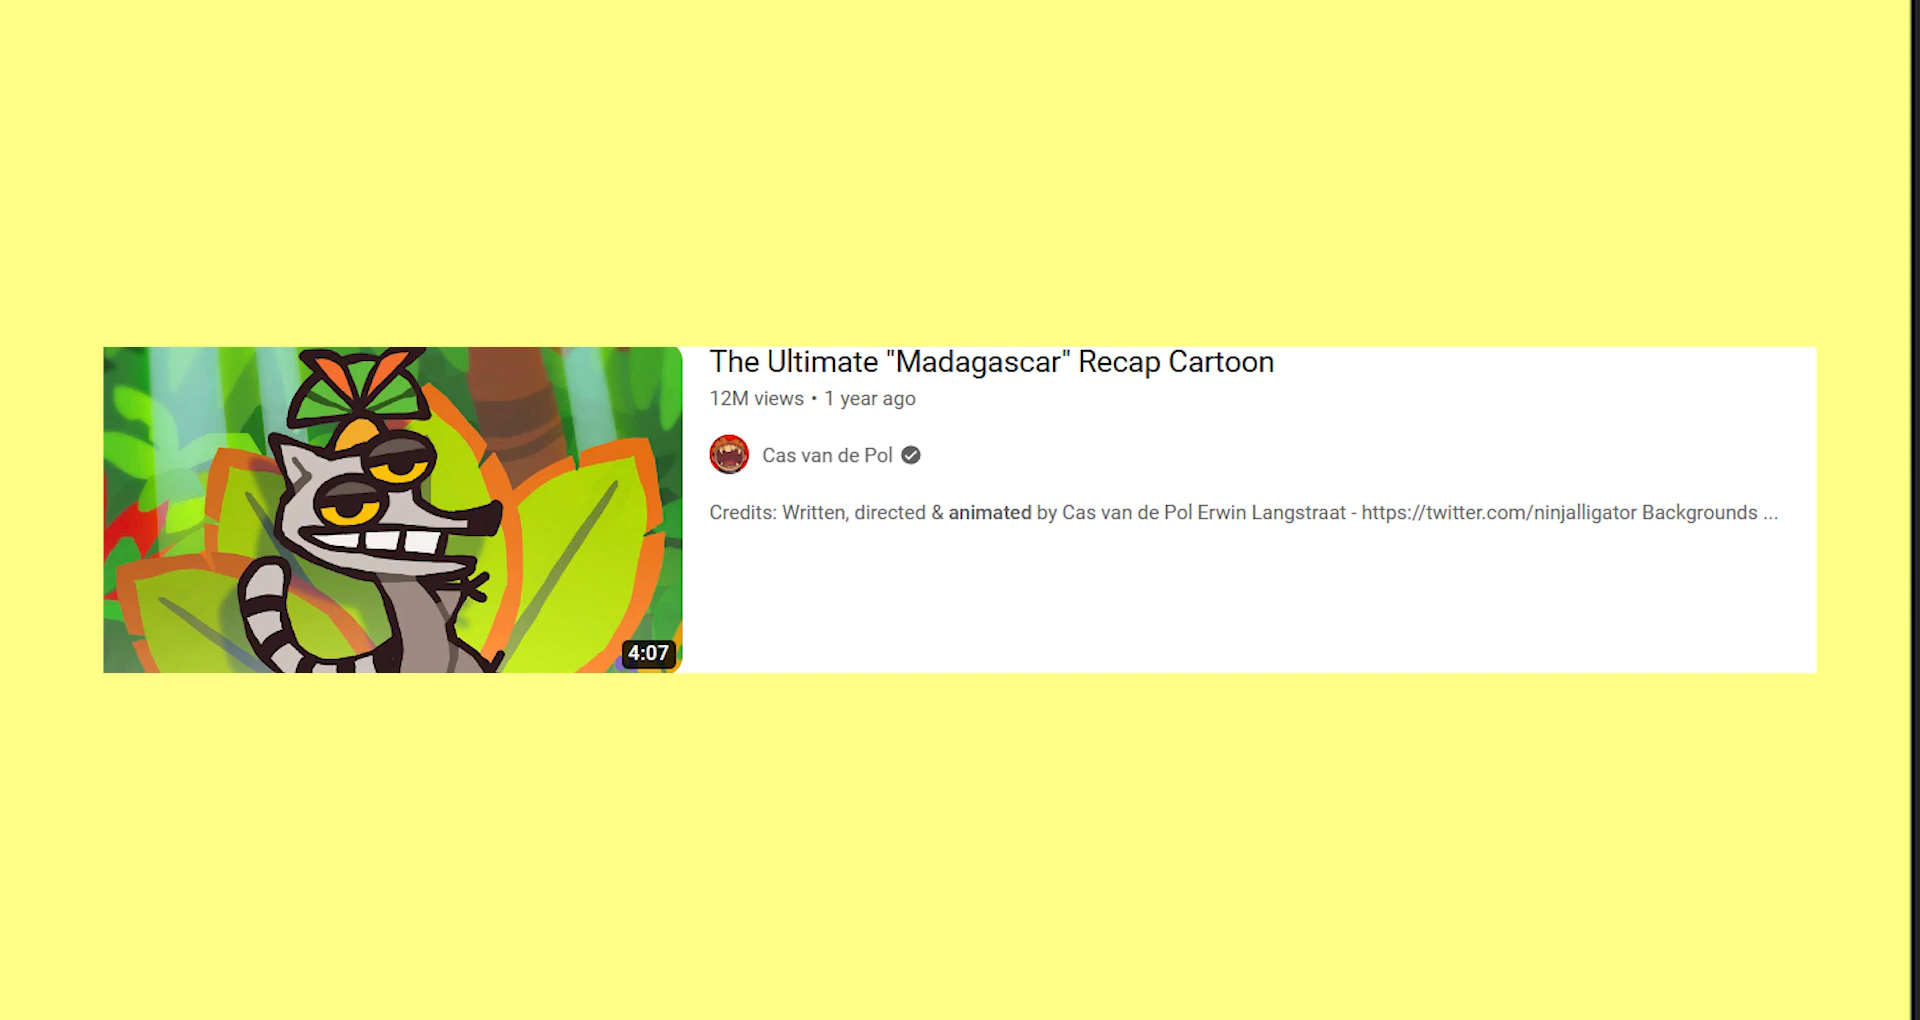 The Ultimate "Madagascar" Recap Cartoon
12M views • 1 year ago
Cas van de Pol
Credits: Written, directed & animated by Cas van de Pol Erwin Langstraat - https://twitter.com/ninjalligator Backgrounds ...
4:07